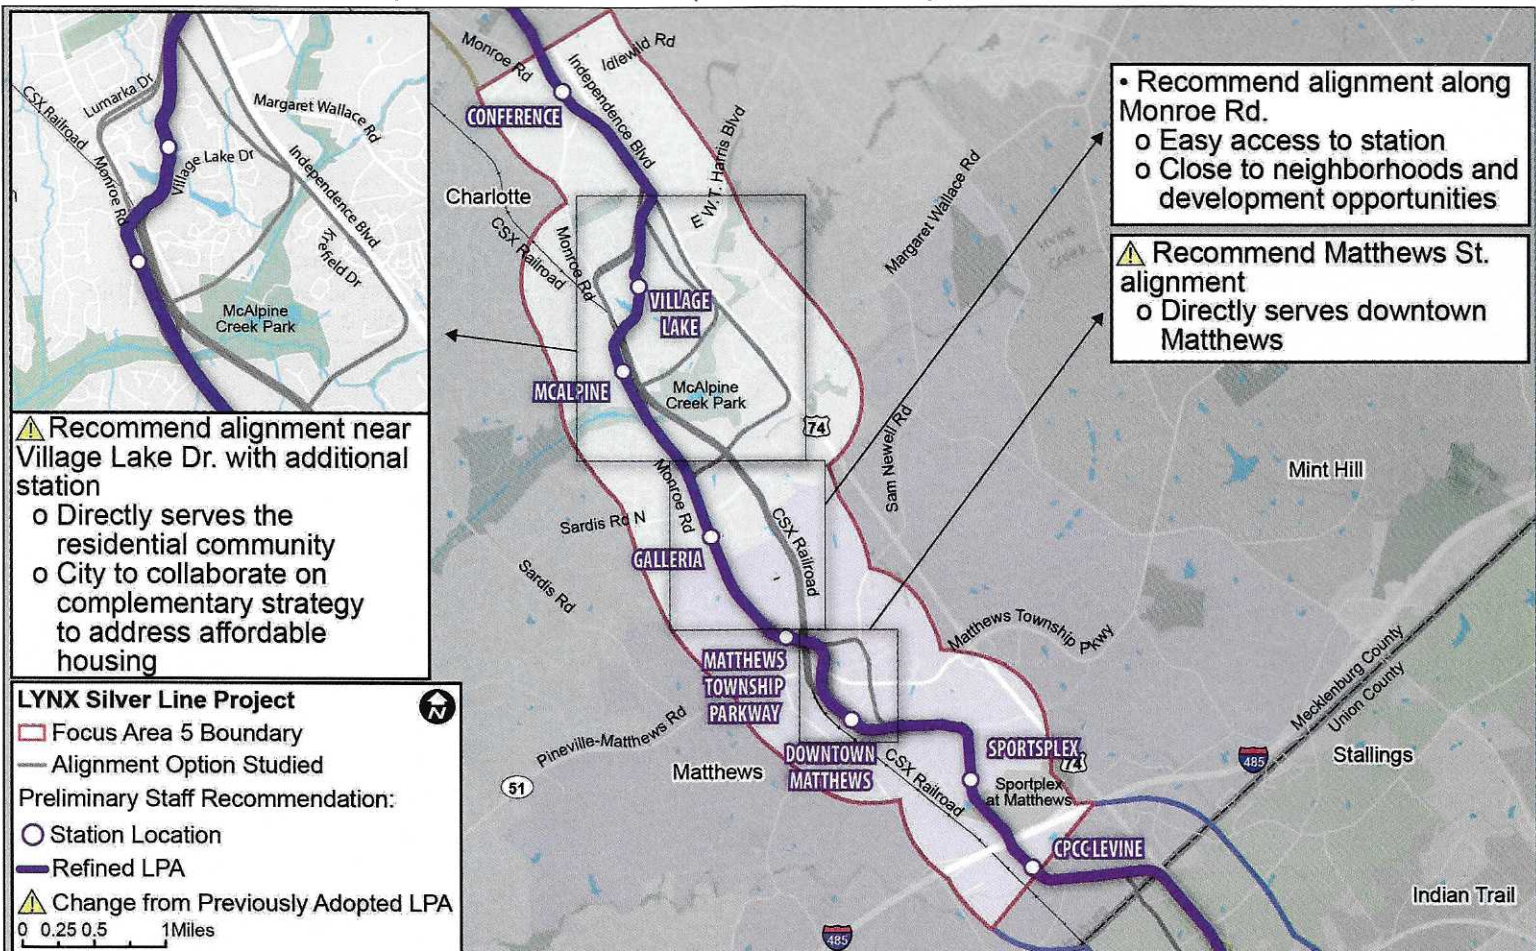 Lumarka Dr
CSX Railroad
Margaret Wallace Rd
Monroe Rd
Village Lake Dr
Independence Blvd
Krefield Dr
McAlpine
Creek Park
⚠ Recommend alignment near
Village Lake Dr. with additional
station
o Directly serves the
residential community
o City to collaborate on
complementary strategy
to address affordable
housing
LYNX Silver Line Project
N
Focus Area 5 Boundary
Alignment Option Studied
Preliminary Staff Recommendation:
Station Location
Refined LPA
⚠ Change from Previously Adopted LPA
0 0.25 0.5 1Miles
Monroe Rd
Idlewild Rd
Independence Blvd
CONFERENCE
E W.T. Harris Blvd
Charlotte
CSX Railroad
Monroe Rd
Margaret Wallace Rd
VILLAGE
LAKE
MCALPINE
McAlpine
Creek Park
74
Sam Newell Rd
Mint Hill
Monroe Rd
Sardis Rd N
CSX Railroad
GALLERIA
Sardis Rd
Matthews Township Pkwy
MATTHEWS
TOWNSHIP
PARKWAY
Mecklenburg County
Union County
Pineville-Matthews Rd
DOWNTOWN
MATTHEWS
SPORTSPLEX
74
485
Stallings
Matthews
51
CSX Railroad
Sportplex
at Matthews
CPCC LEVINE
Indian Trail
485
• Recommend alignment along
Monroe Rd.
o Easy access to station
o Close to neighborhoods and
development opportunities
⚠ Recommend Matthews St.
alignment
o Directly serves downtown
Matthews